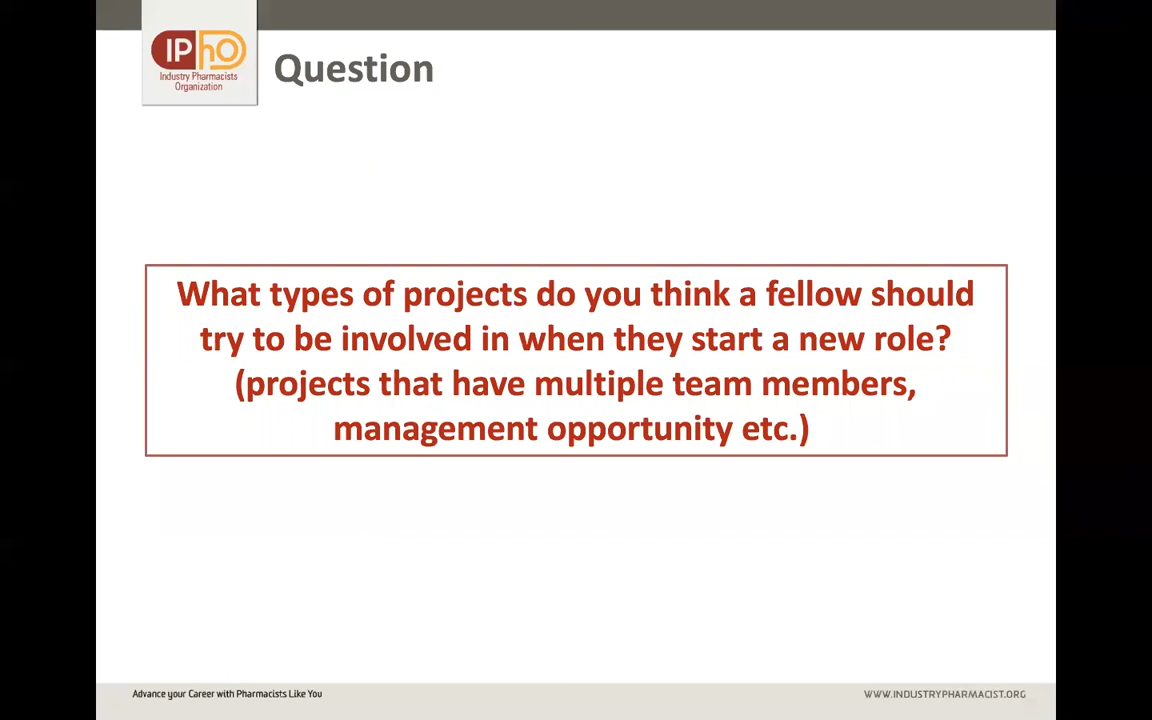 IPhO
Industry Pharmacists
Organization
Question
What types of projects do you think a fellow should
try to be involved in when they start a new role?
(projects that have multiple team members,
management opportunity etc.)
Advance your Career with Pharmacists Like You
WWW.INDUSTRYPHARMACIST.ORG